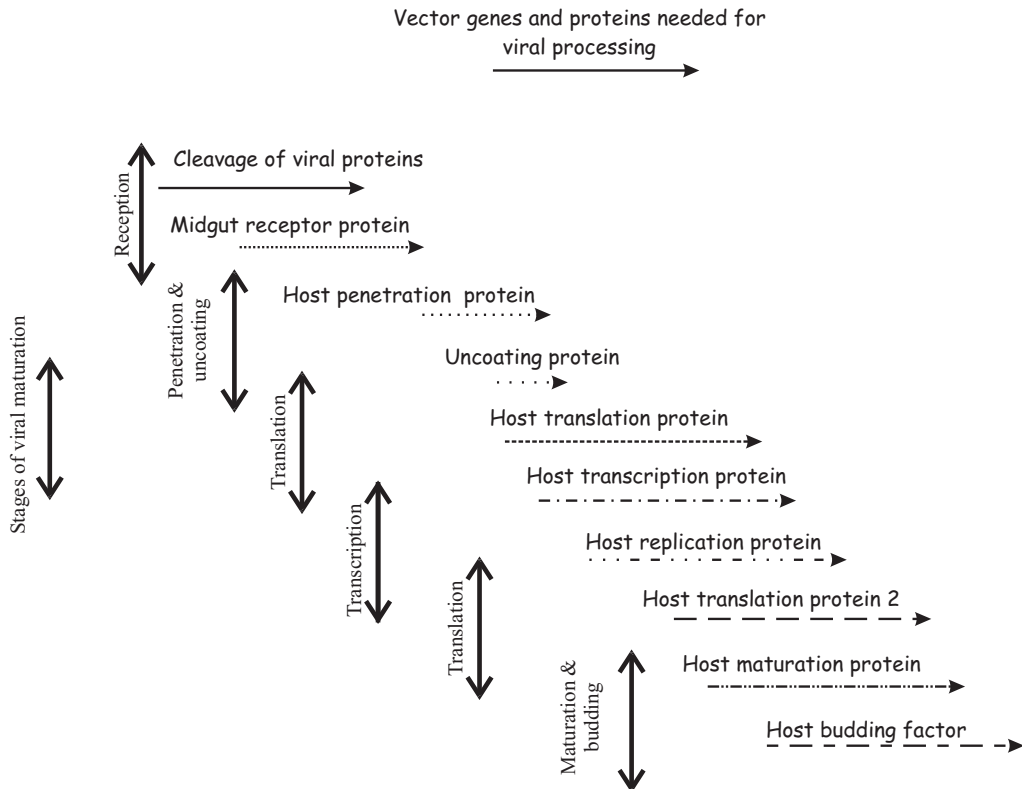 Vector genes and proteins needed for
viral processing
Cleavage of viral proteins
Reception
Midgut receptor protein
Host penetration protein
Penetration &
uncoating
Uncoating protein
Stages of viral maturation
Host translation protein
Translation
Host transcription protein
Transcription
Host replication protein
Host translation protein 2
Translation
Host maturation protein
Maturation &
budding
Host budding factor